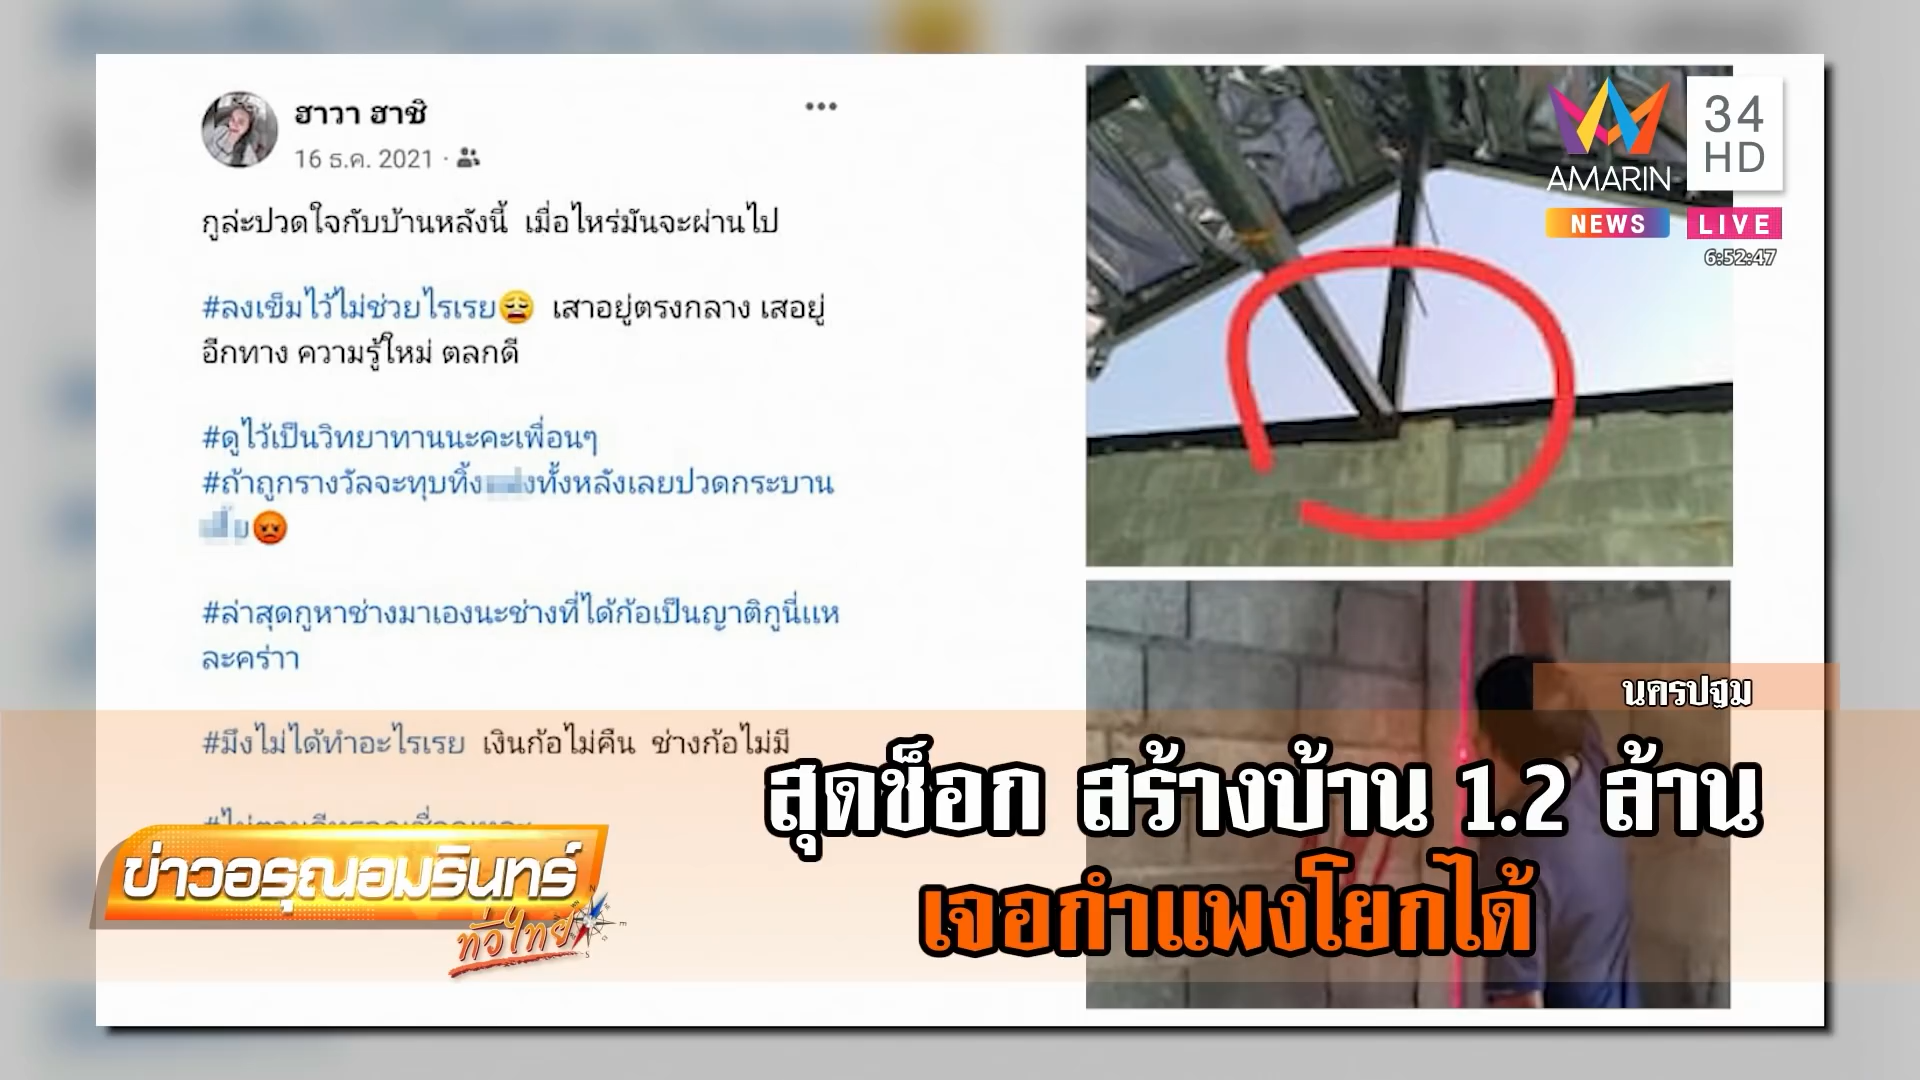 ฮาวา ฮาซิ
16 ธ.ค. 2021
กูล่ะปวดใจกับบ้านหลังนี้ เมื่อไหร่มันจะผ่านไป
#ลงเข็มไว้ไม่ช่วยไรเรย😩 เสาอยู่ตรงกลาง เสอยู่
อีกทาง ความรู้ใหม่ ตลกดี
#ดูไว้เป็นวิทยาทานนะคะเพื่อนๆ
#ถ้าถูกรางวัลจะทุบทิ้ง ทั้งหลังเลยปวดกระบาน
😡
#ล่าสุดกูหาช่างมาเองนะช่างที่ได้ก้อเป็นญาติกูนี่แห
ละคร่าา
#มึงไม่ได้ทำอะไรเรย เงินก้อไม่คืน ช่างก้อไม่มี
AMARIN
34
HD
NEWS
LIVE
6:52:47
นครปฐม
สุดช็อก สร้างบ้าน 1.2 ล้าน
เจอกำแพงโยกได้
ข่าวอรุณอมรินทร์
ทั่วไทย